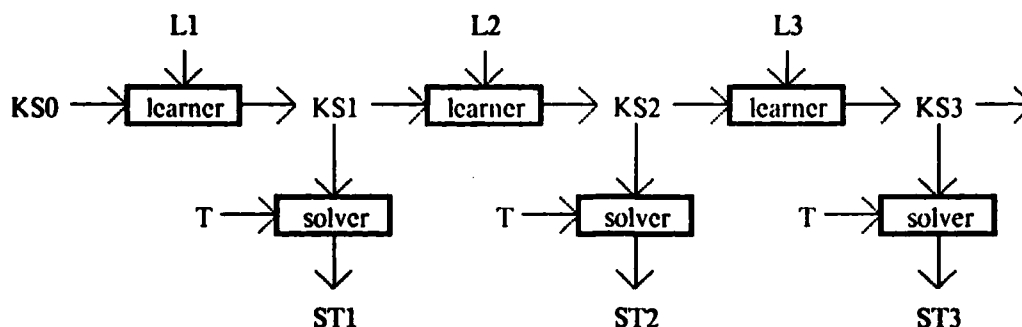 L1 L2 L3
KS0 learner KS1 learner KS2 learner KS3
T solver T solver T solver
ST1 ST2 ST3